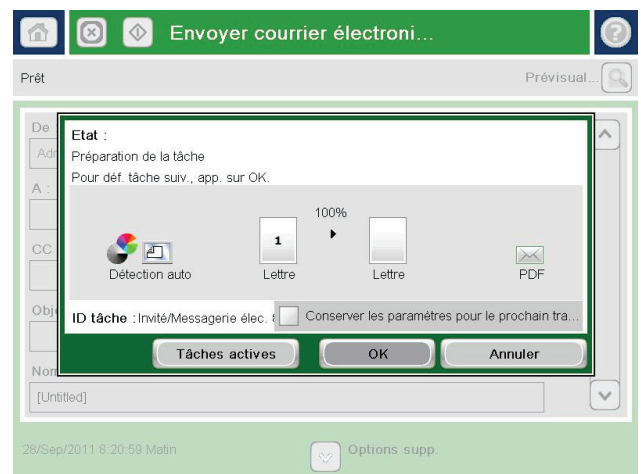 Envoyer courrier électroni...
Prêt
Prévisual...
De
Adr
Etat :
Préparation de la tâche
Pour déf. tâche suiv., app. sur OK.
A :
100%
1
CC
Détection auto
Lettre
Lettre
PDF
Obje
ID tâche : Invité/Messagerie élec.
Conserver les paramètres pour le prochain tra...
Tâches actives
OK
Annuler
Nom
[Untitled]
28/Sep/2011 8:20:59 Matin
Options supp.